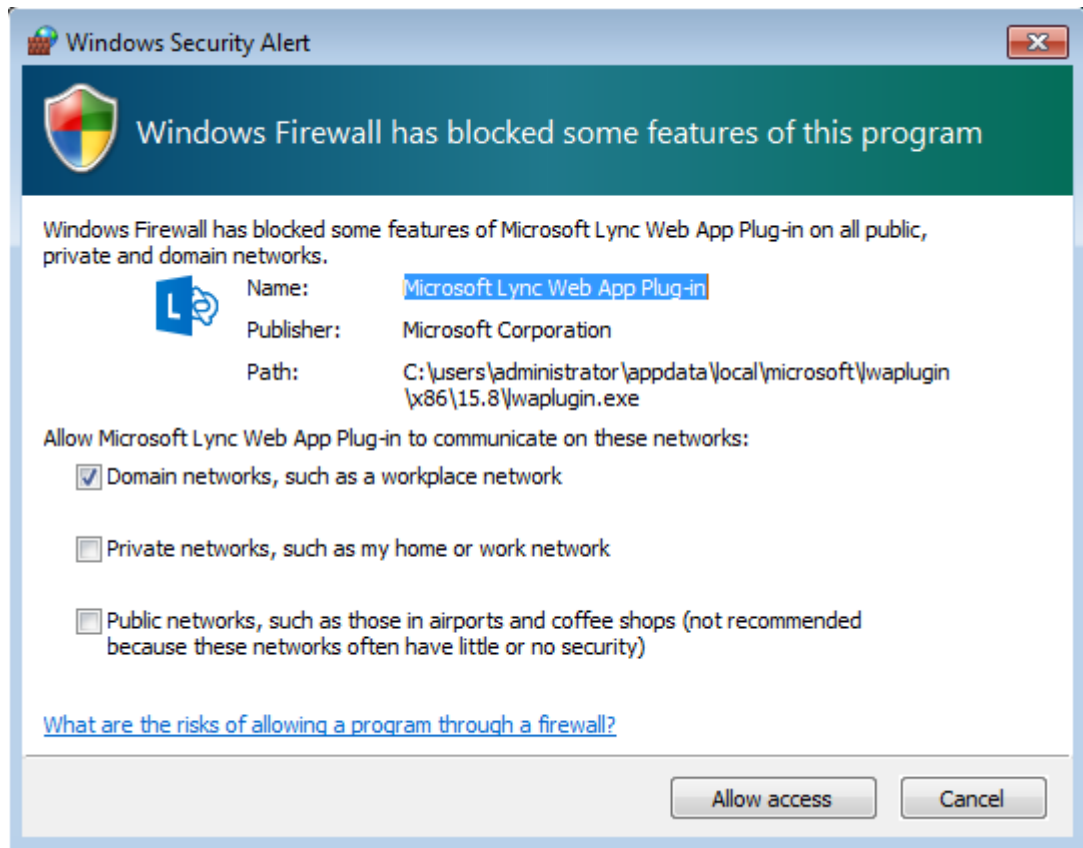 Windows Security Alert
Windows Firewall has blocked some features of this program
Windows Firewall has blocked some features of Microsoft Lync Web App Plug-in on all public,
private and domain networks.
L
Name: Microsoft Lync Web App Plug-in
Publisher: Microsoft Corporation
Path: C:\users\administrator\appdata\local\microsoft\lwaplugin
\x86\15.8\lwaplugin.exe
Allow Microsoft Lync Web App Plug-in to communicate on these networks:
Domain networks, such as a workplace network
Private networks, such as my home or work network
Public networks, such as those in airports and coffee shops (not recommended
because these networks often have little or no security)
What are the risks of allowing a program through a firewall?
Allow access Cancel